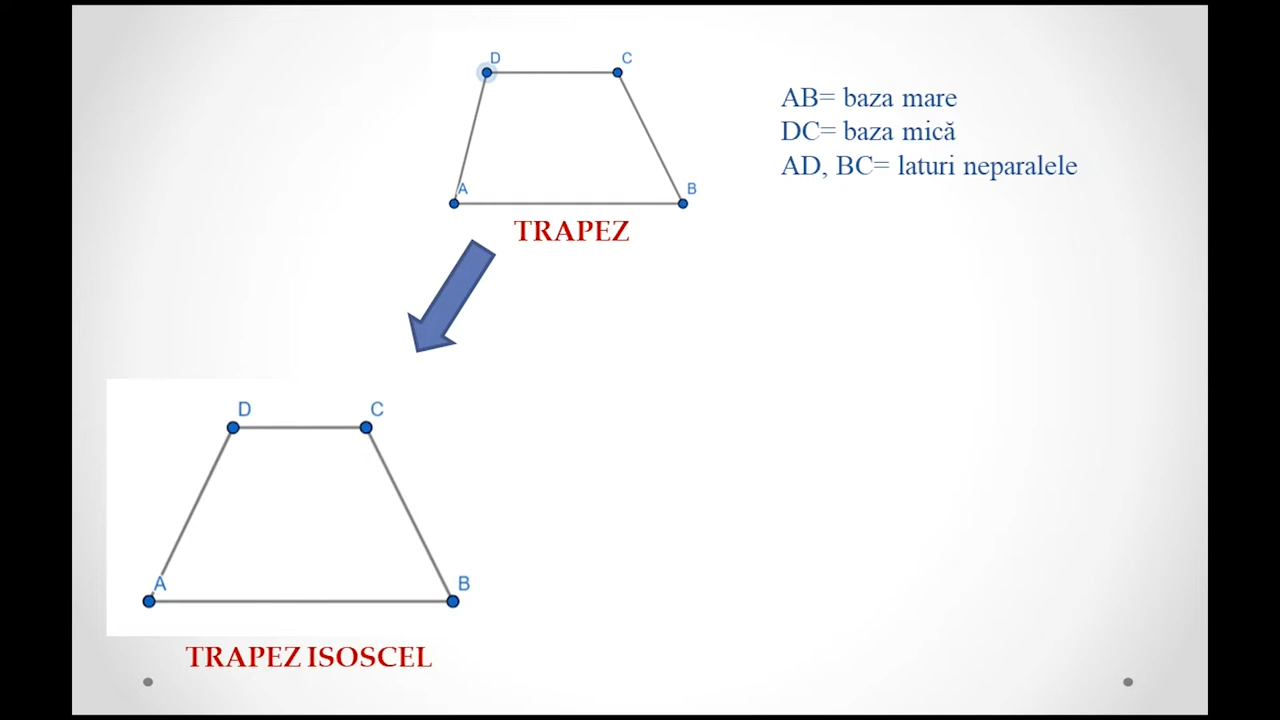 D C
AB= baza mare
DC= baza mică
AD, BC= laturi neparalele
A B
TRAPEZ
D C
A B
TRAPEZ ISOSCEL